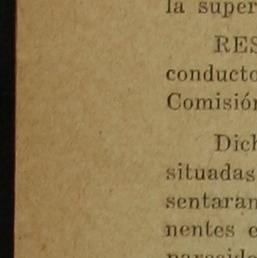 la super
RES
conducto
Comisión
Dich
situadas
sentaran
nentes c